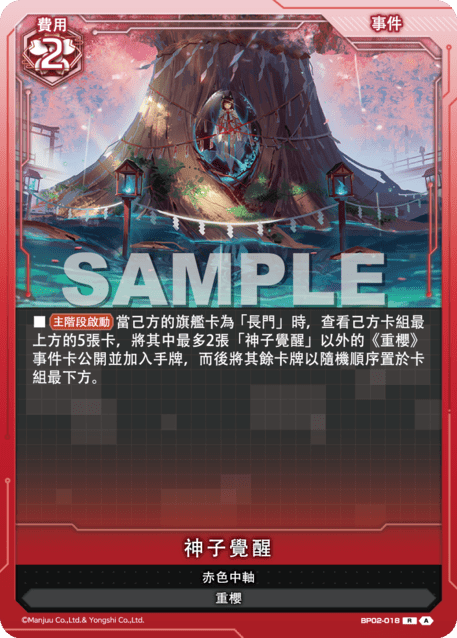 費用
事件
2
SAMPLE
■ 主階段啟動 當己方的旗艦卡為「長門」時，查看己方卡組最
上方的5張卡，將其中最多2張「神子覺醒」以外的《重櫻》
事件卡公開並加入手牌，而後將其餘卡牌以隨機順序置於卡
組最下方。
神子覺醒
赤色中軸
重櫻
©Manjuu Co.,Ltd.& Yongshi Co.,Ltd.
BP02-018 R A